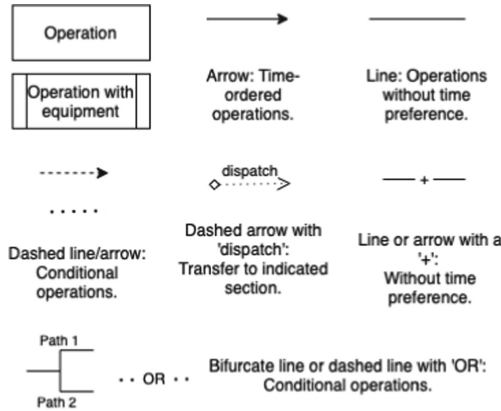 Operation
Operation with
equipment
Arrow: Time-
ordered
operations.
Line: Operations
without time
preference.
dispatch
+
Dashed line/arrow:
Conditional
operations.
Dashed arrow with
'dispatch':
Transfer to indicated
section.
Line or arrow with a
'+':
Without time
preference.
Path 1
Path 2
OR
Bifurcate line or dashed line with 'OR':
Conditional operations.